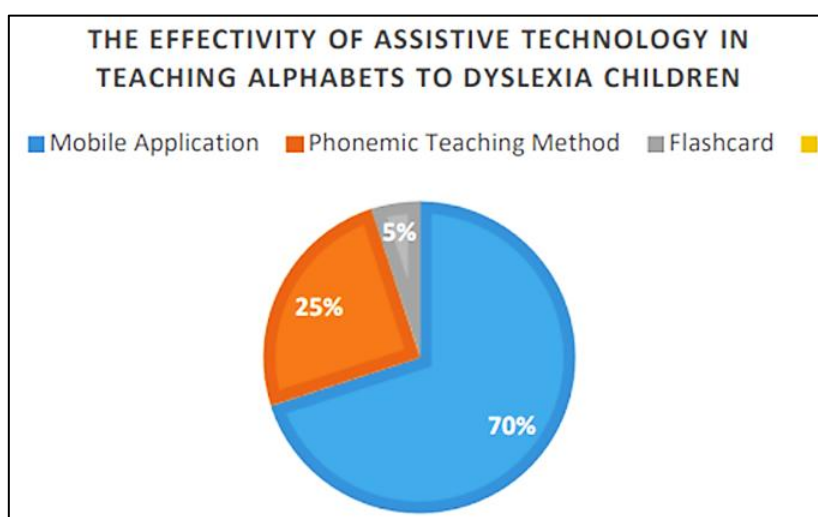 THE EFFECTIVITY OF ASSISTIVE TECHNOLOGY IN
TEACHING ALPHABETS TO DYSLEXIA CHILDREN
Mobile Application Phonemic Teaching Method Flashcard
5%
25%
70%